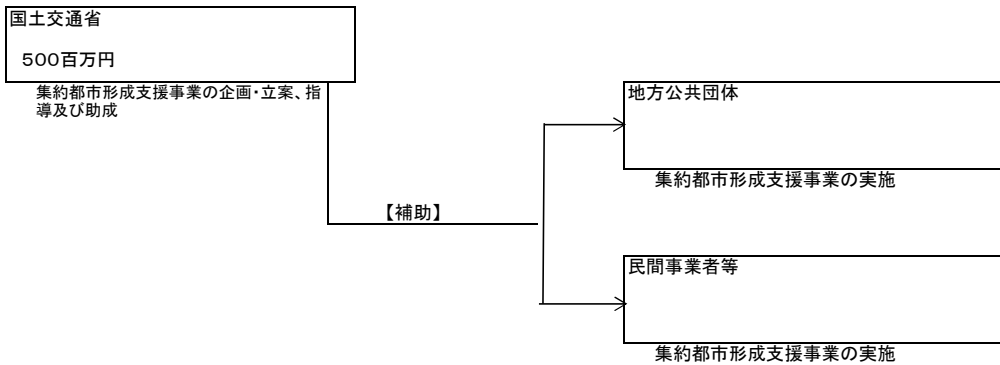 国土交通省
500百万円
集約都市形成支援事業の企画・立案、指
導及び助成
【補助】
地方公共団体
集約都市形成支援事業の実施
民間事業者等
集約都市形成支援事業の実施